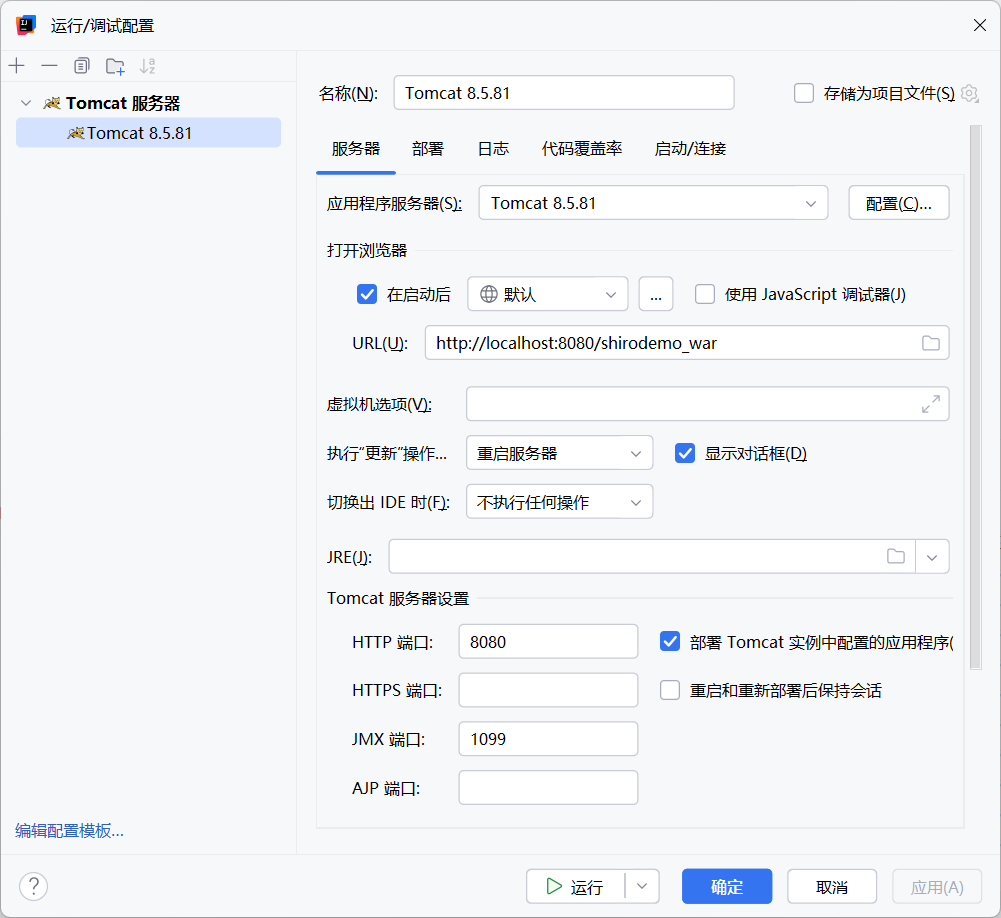 运行/调试配置
Tomcat 服务器
Tomcat 8.5.81
编辑配置模板...
名称(N): Tomcat 8.5.81 存储为项目文件(S)
服务器 部署 日志 代码覆盖率 启动/连接
应用程序服务器(S): Tomcat 8.5.81 配置(C)...
打开浏览器
在启动后 默认 ... 使用 JavaScript 调试器(J)
URL(U): http://localhost:8080/shirodemo_war
虚拟机选项(V):
执行"更新"操作... 重启服务器 显示对话框(D)
切换出 IDE 时(F): 不执行任何操作
JRE(J):
Tomcat 服务器设置
HTTP 端口: 8080 部署 Tomcat 实例中配置的应用程序(
HTTPS 端口: 重启和重新部署后保持会话
JMX 端口: 1099
AJP 端口:
? 运行 确定 取消 应用(A)